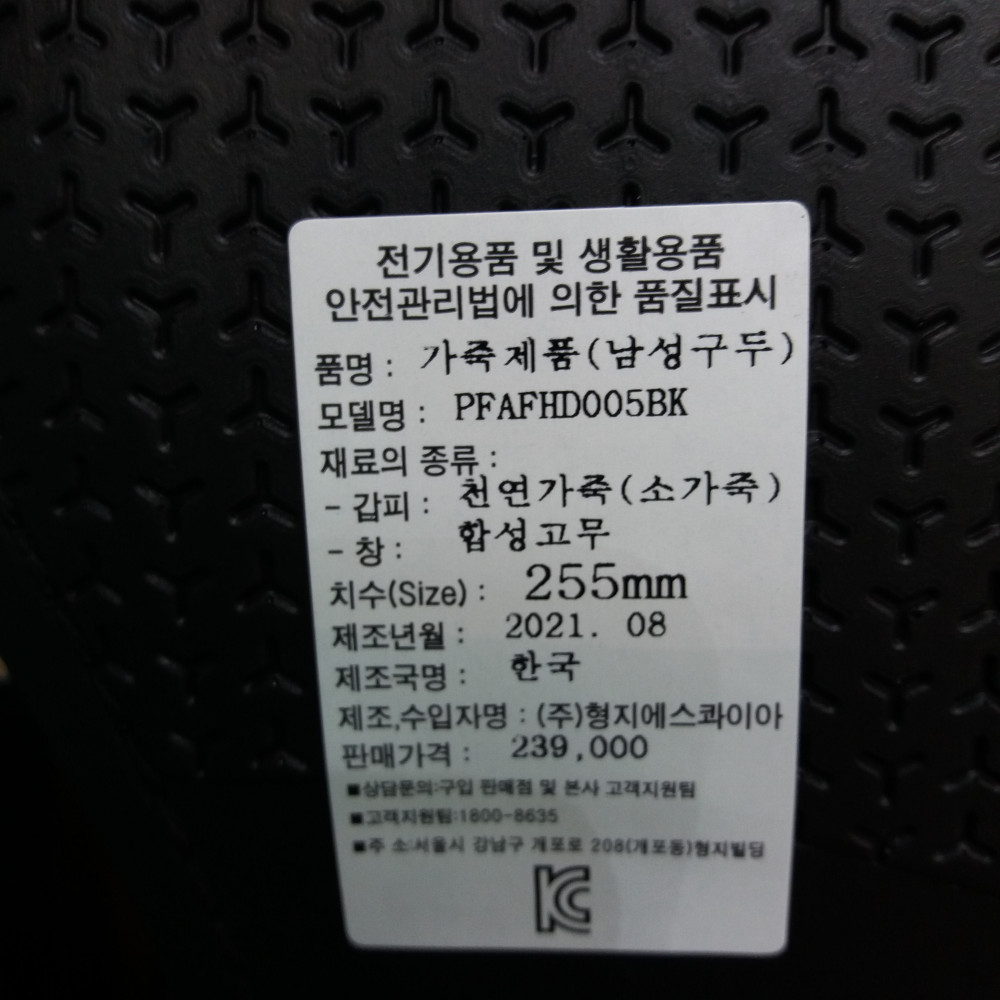 전기용품 및 생활용품
안전관리법에 의한 품질표시
품명 : 가죽제품(남성구두)
모델명 : PFAFHD005BK
재료의 종류 :
- 갑피 : 천연가죽(소가죽)
- 창 : 합성고무
치수(Size) : 255mm
제조년월 : 2021. 08
제조국명 : 한국
제조,수입자명 : (주)형지에스콰이아
판매가격 : 239,000
■상담문의:구입 판매점 및 본사 고객지원팀
■고객지원팀:1800-8635
■주 소:서울시 강남구 개포로 208(개포동)형지빌딩
KC